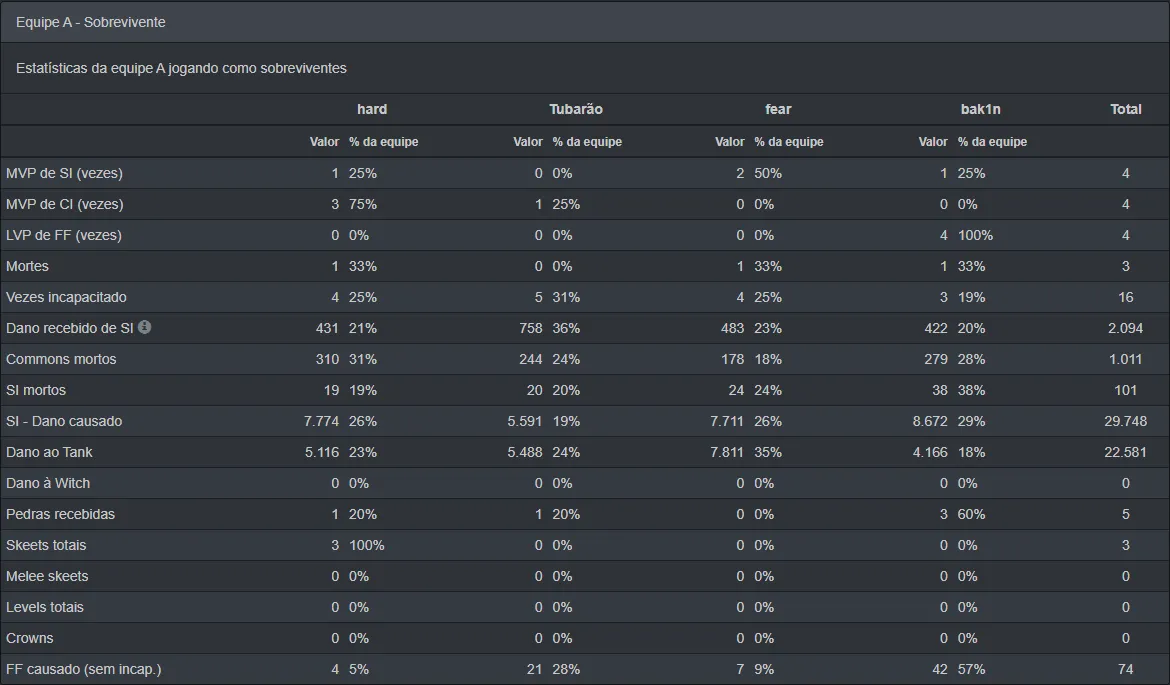 Equipe A - Sobrevivente
Estatísticas da equipe A jogando como sobreviventes
hard Tubarão fear bak1n Total
Valor % da equipe Valor % da equipe Valor % da equipe Valor % da equipe
MVP de SI (vezes) 1 25% 0 0% 2 50% 1 25% 4
MVP de CI (vezes) 3 75% 1 25% 0 0% 0 0% 4
LVP de FF (vezes) 0 0% 0 0% 0 0% 4 100% 4
Mortes 1 33% 0 0% 1 33% 1 33% 3
Vezes incapacitado 4 25% 5 31% 4 25% 3 19% 16
Dano recebido de SI 431 21% 758 36% 483 23% 422 20% 2.094
Commons mortos 310 31% 244 24% 178 18% 279 28% 1.011
SI mortos 19 19% 20 20% 24 24% 38 38% 101
SI - Dano causado 7.774 26% 5.591 19% 7.711 26% 8.672 29% 29.748
Dano ao Tank 5.116 23% 5.488 24% 7.811 35% 4.166 18% 22.581
Dano à Witch 0 0% 0 0% 0 0% 0 0% 0
Pedras recebidas 1 20% 1 20% 0 0% 3 60% 5
Skeets totais 3 100% 0 0% 0 0% 0 0% 3
Melee skeets 0 0% 0 0% 0 0% 0 0% 0
Levels totais 0 0% 0 0% 0 0% 0 0% 0
Crowns 0 0% 0 0% 0 0% 0 0% 0
FF causado (sem incap.) 4 5% 21 28% 7 9% 42 57% 74